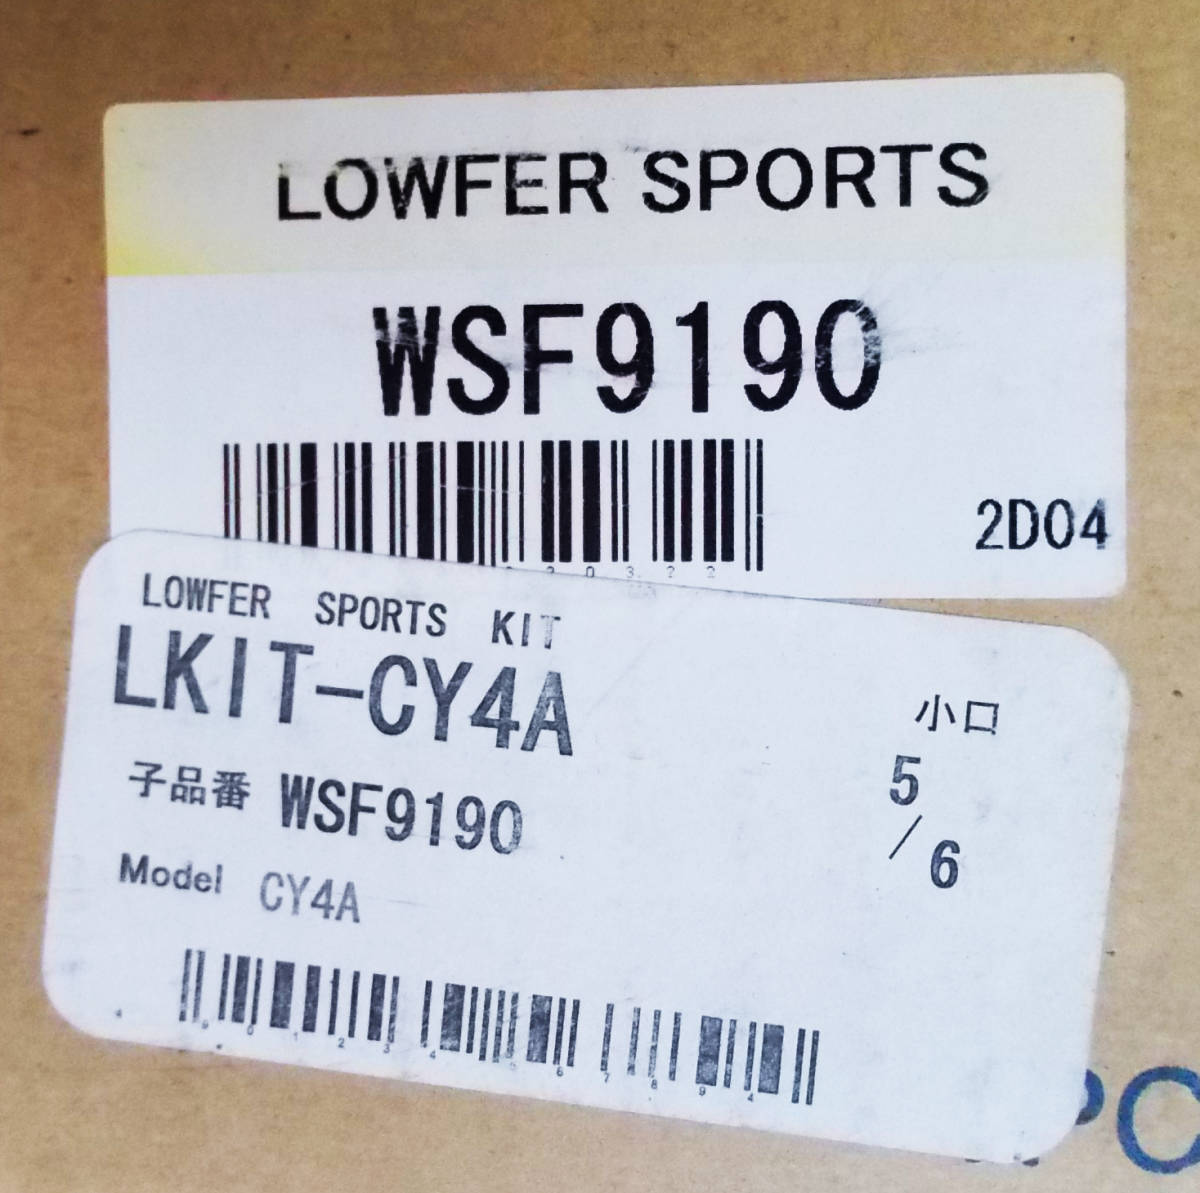 LOWFER SPORTS
WSF9190
2D04
LOWFER SPORTS KIT
LKIT-CY4A
小口
5/6
子品番 WSF9190
Model CY4A
PC